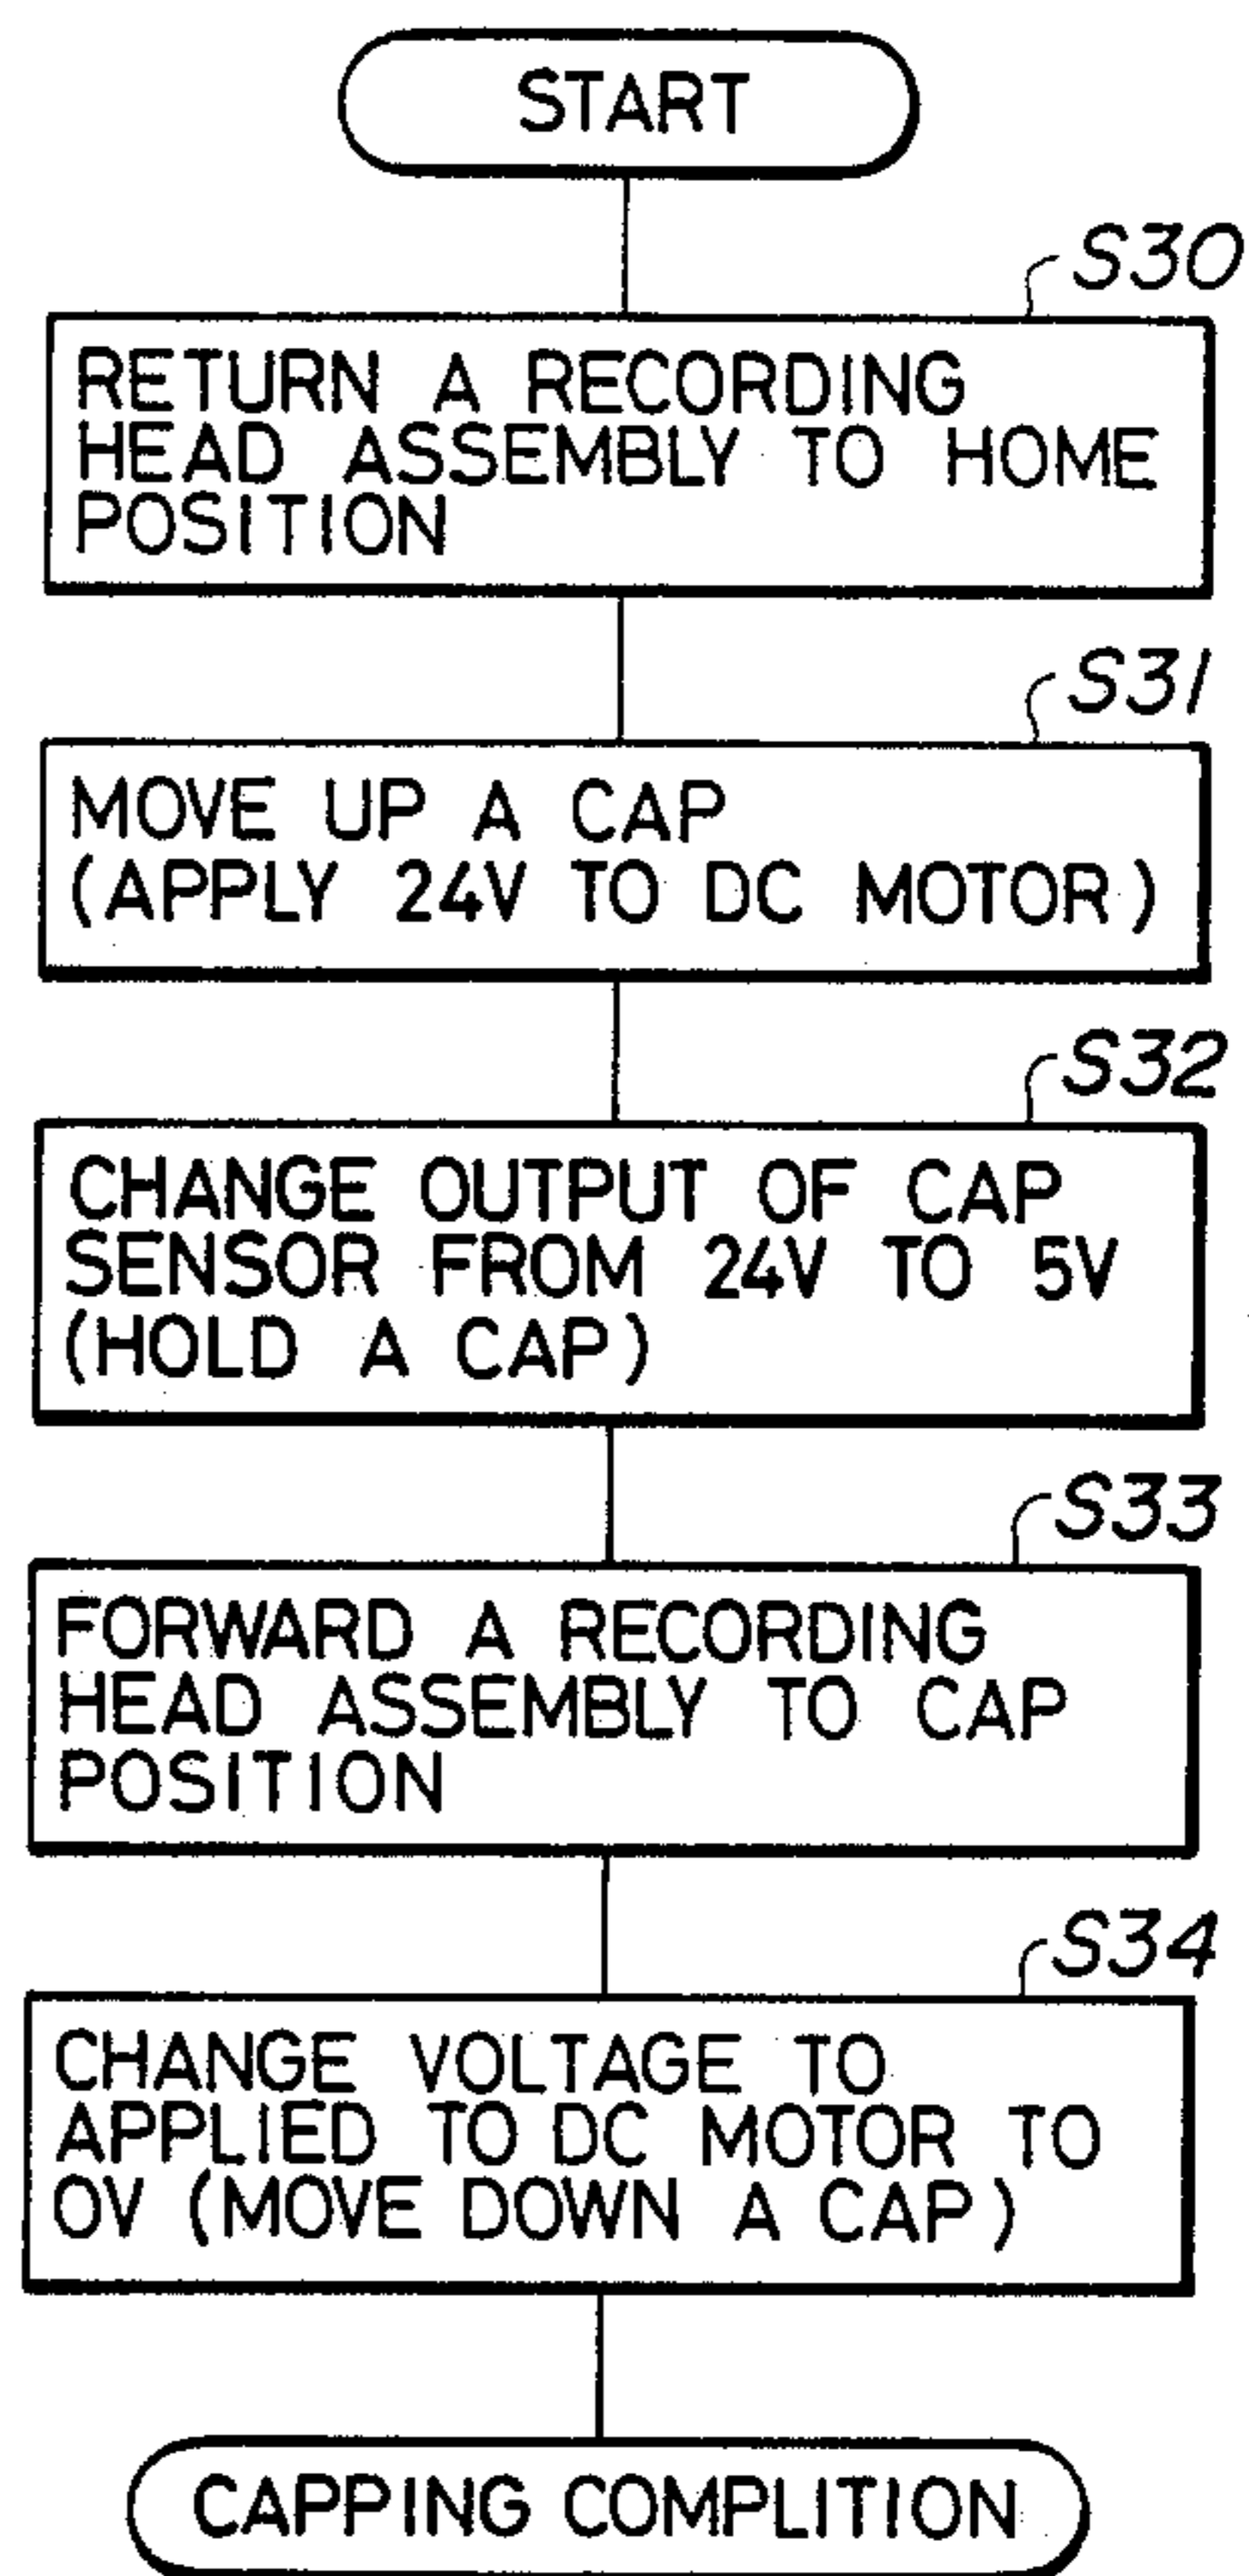 START
S30
RETURN A RECORDING
HEAD ASSEMBLY TO HOME
POSITION
S31
MOVE UP A CAP
(APPLY 24V TO DC MOTOR)
S32
CHANGE OUTPUT OF CAP
SENSOR FROM 24V TO 5V
(HOLD A CAP)
S33
FORWARD A RECORDING
HEAD ASSEMBLY TO CAP
POSITION
S34
CHANGE VOLTAGE TO
APPLIED TO DC MOTOR TO
0V (MOVE DOWN A CAP)
CAPPING COMPLITION